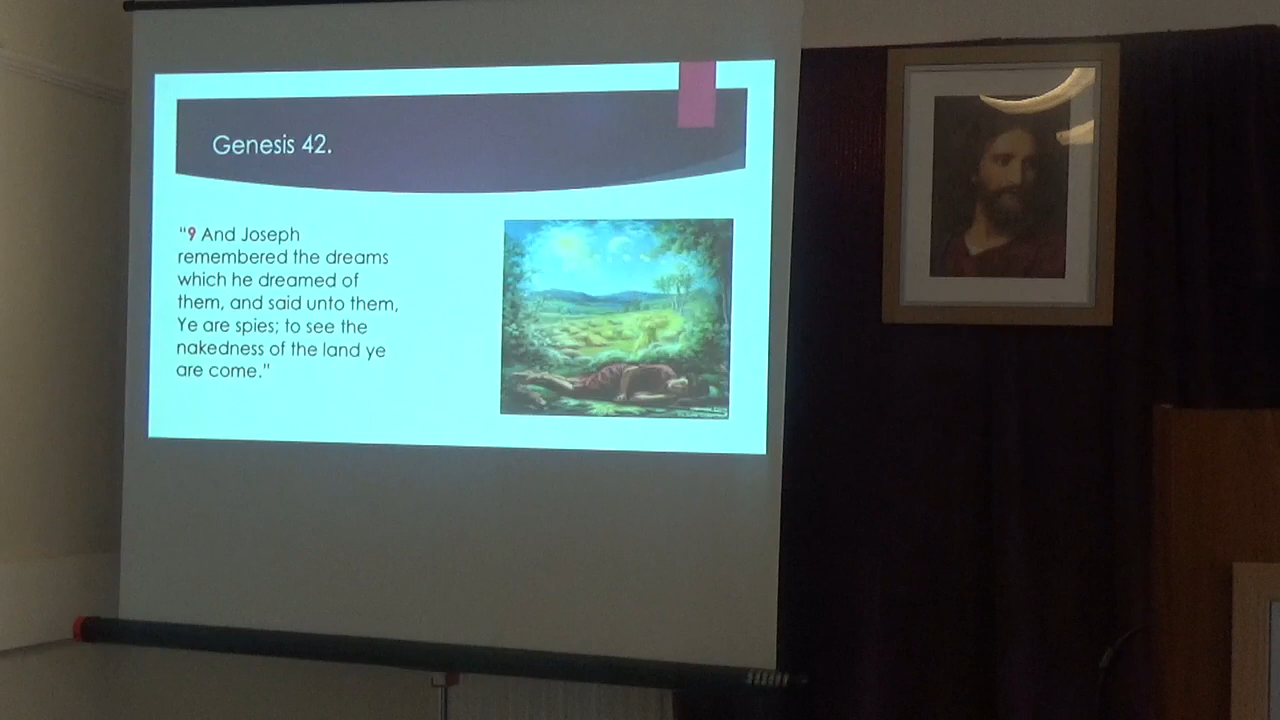 Genesis 42.
"9 And Joseph
remembered the dreams
which he dreamed of
them, and said unto them,
Ye are spies; to see the
nakedness of the land ye
are come."